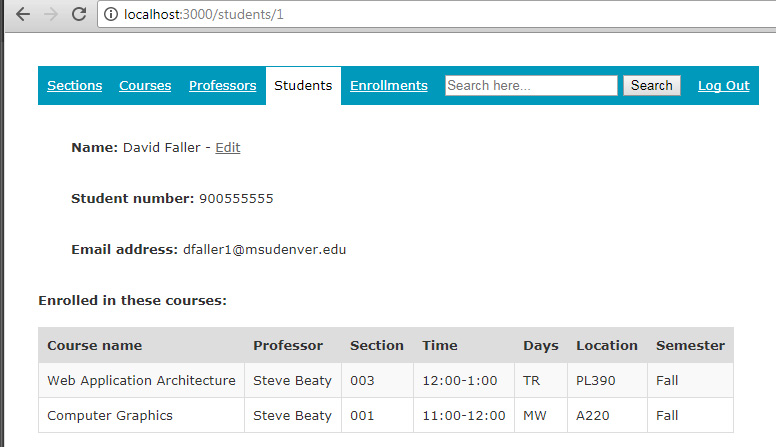 localhost:3000/students/1
Sections Courses Professors Students Enrollments Search here... Search Log Out
Name: David Faller - Edit
Student number: 900555555
Email address: dfaller1@msudenver.edu
Enrolled in these courses:
Course name Professor Section Time Days Location Semester
Web Application Architecture Steve Beaty 003 12:00-1:00 TR PL390 Fall
Computer Graphics Steve Beaty 001 11:00-12:00 MW A220 Fall